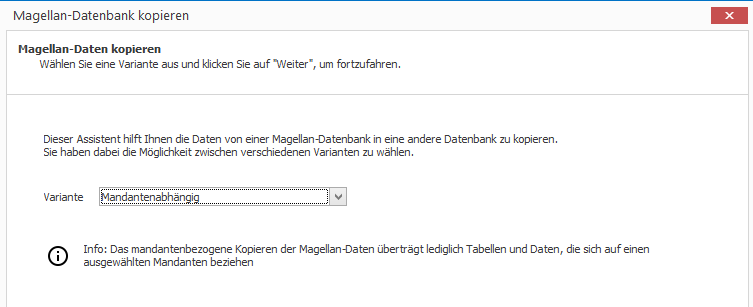 Magellan-Datenbank kopieren
Magellan-Daten kopieren
Wählen Sie eine Variante aus und klicken Sie auf "Weiter", um fortzufahren.
Dieser Assistent hilft Ihnen die Daten von einer Magellan-Datenbank in eine andere Datenbank zu kopieren.
Sie haben dabei die Möglichkeit zwischen verschiedenen Varianten zu wählen.
Variante Mandantenabhängig
Info: Das mandantenbezogene Kopieren der Magellan-Daten überträgt lediglich Tabellen und Daten, die sich auf einen
ausgewählten Mandanten beziehen